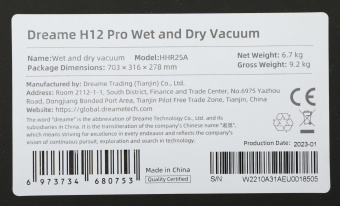 Dreame H12 Pro Wet and Dry Vacuum
Name:Wet and dry vacuum Model:HHR25A Net Weight: 6.7 kg
Package Dimensions: 703 × 316 × 278 mm Gross Weight: 9.2 kg
Manufactured by: Dreame Trading (Tianjin) Co., Ltd.
Address: Room 2112-1-1, South District, Finance and Trade Center, No.6975 Yazhou
Road, Dongjiang Bonded Port Area, Tianjin Pilot Free Trade Zone, Tianjin, China
Website: https://global.dreametech.com
The word "dreame" is the abbreviation of Dreame Technology Co., Ltd. and its
subsidiaries in China. It is the transliteration of the company's Chinese name "追觅",
which means striving for excellence in every endeavor and reflects the company's
vision of continuous pursuit, exploration and search in technology.
CE
Production Date: 2023-01
6 973734 680753
Made in China
Quality Certified
S/N W2210A31AEU0018505